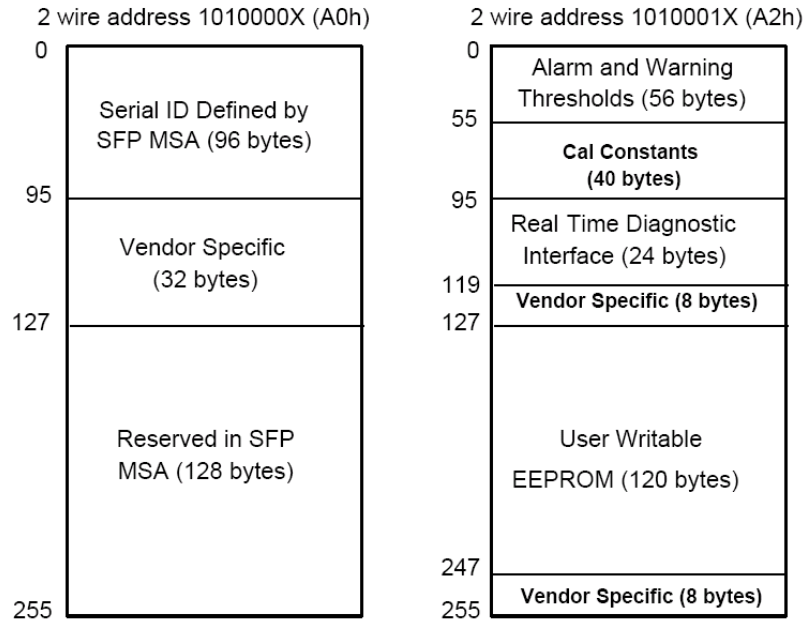 2 wire address 1010000X (A0h)
0
Serial ID Defined by
SFP MSA (96 bytes)
95
Vendor Specific
(32 bytes)
127
Reserved in SFP
MSA (128 bytes)
255
2 wire address 1010001X (A2h)
0
Alarm and Warning
Thresholds (56 bytes)
55
Cal Constants
(40 bytes)
95
Real Time Diagnostic
Interface (24 bytes)
119
Vendor Specific (8 bytes)
127
User Writable
EEPROM (120 bytes)
247
Vendor Specific (8 bytes)
255